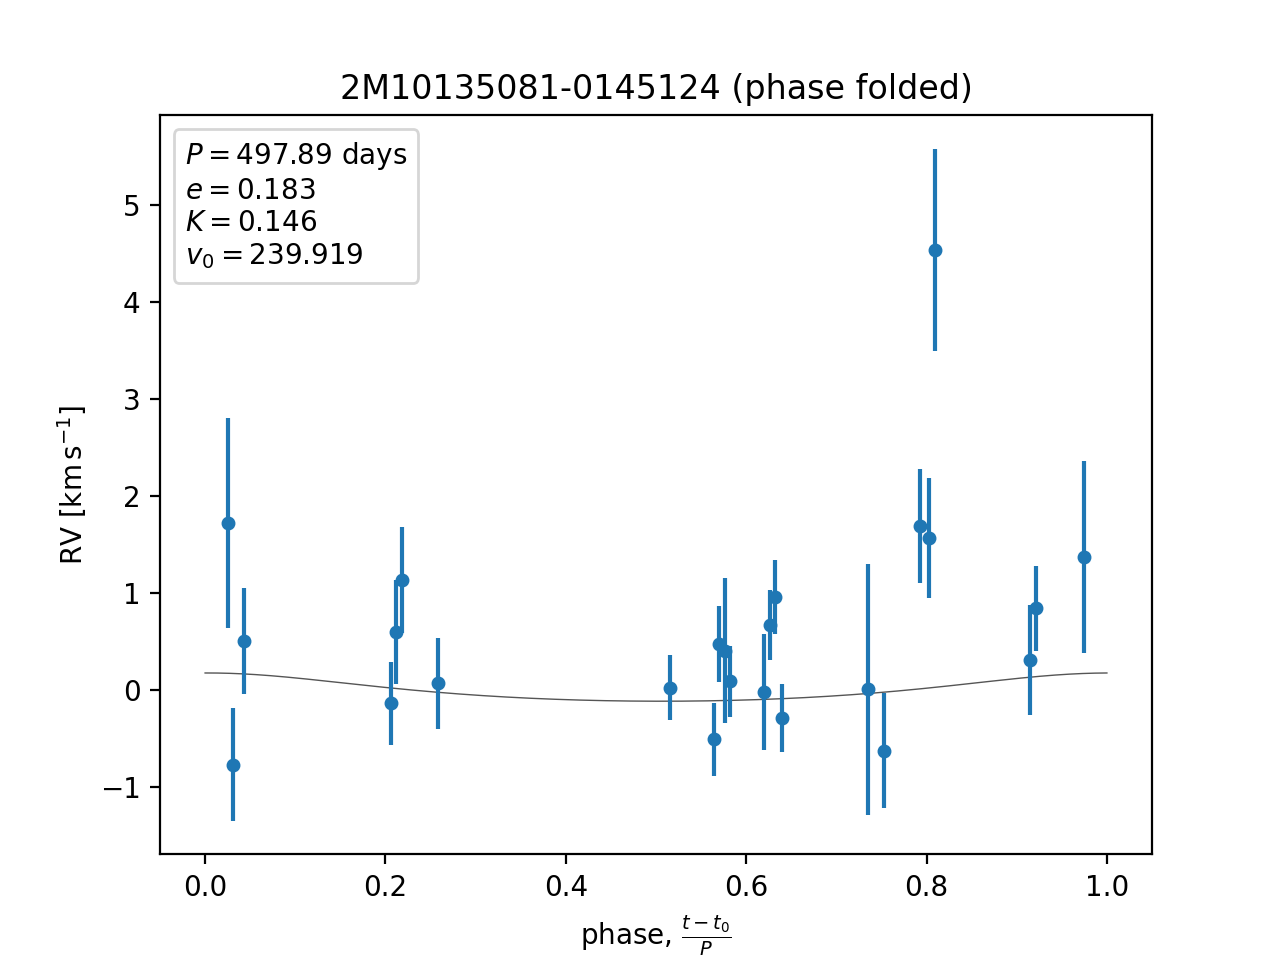 2M10135081-0145124 (phase folded)
P = 497.89 days
e = 0.183
K = 0.146
v₀ = 239.919
5
4
3
2
1
0
−1
RV [km s⁻¹]
0.0 0.2 0.4 0.6 0.8 1.0
phase, (t − t₀)/P